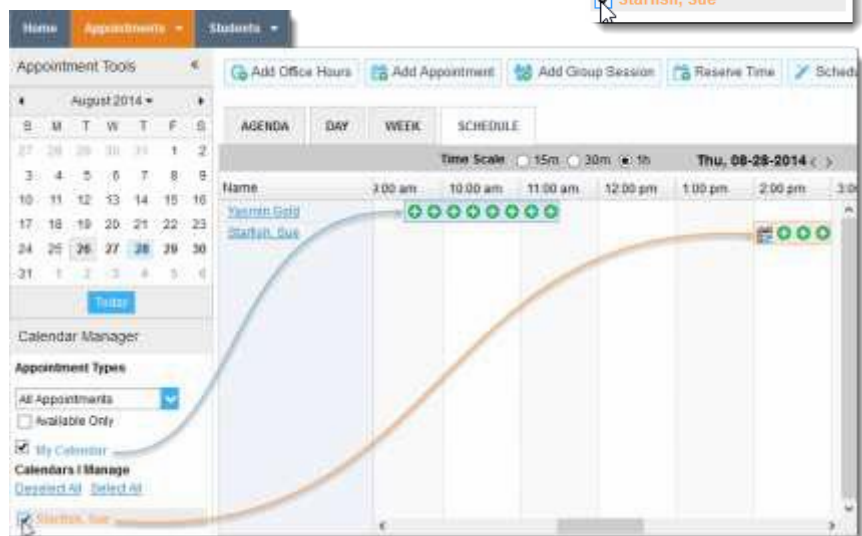 Starfish, Sue
Home Appointments Students
Appointment Tools «
Add Office Hours Add Appointment Add Group Session Reserve Time Schedu
August 2014
S M T W T F S
27 28 29 30 31 1 2
3 4 5 6 7 8 9
10 11 12 13 14 15 16
17 18 19 20 21 22 23
24 25 26 27 28 29 30
31 1 2 3 4 5 6
Today
AGENDA DAY WEEK SCHEDULE
Time Scale 15m 30m 1h Thu, 08-28-2014 < >
Name 10:00 am 11:00 am 12:00 pm 1:00 pm 2:00 pm 3:00
Yasmin Gold
Starfish, Sue
Calendar Manager
Appointment Types
All Appointments
Available Only
My Calendar
Calendars I Manage
Deselect All Select All
Starfish, Sue